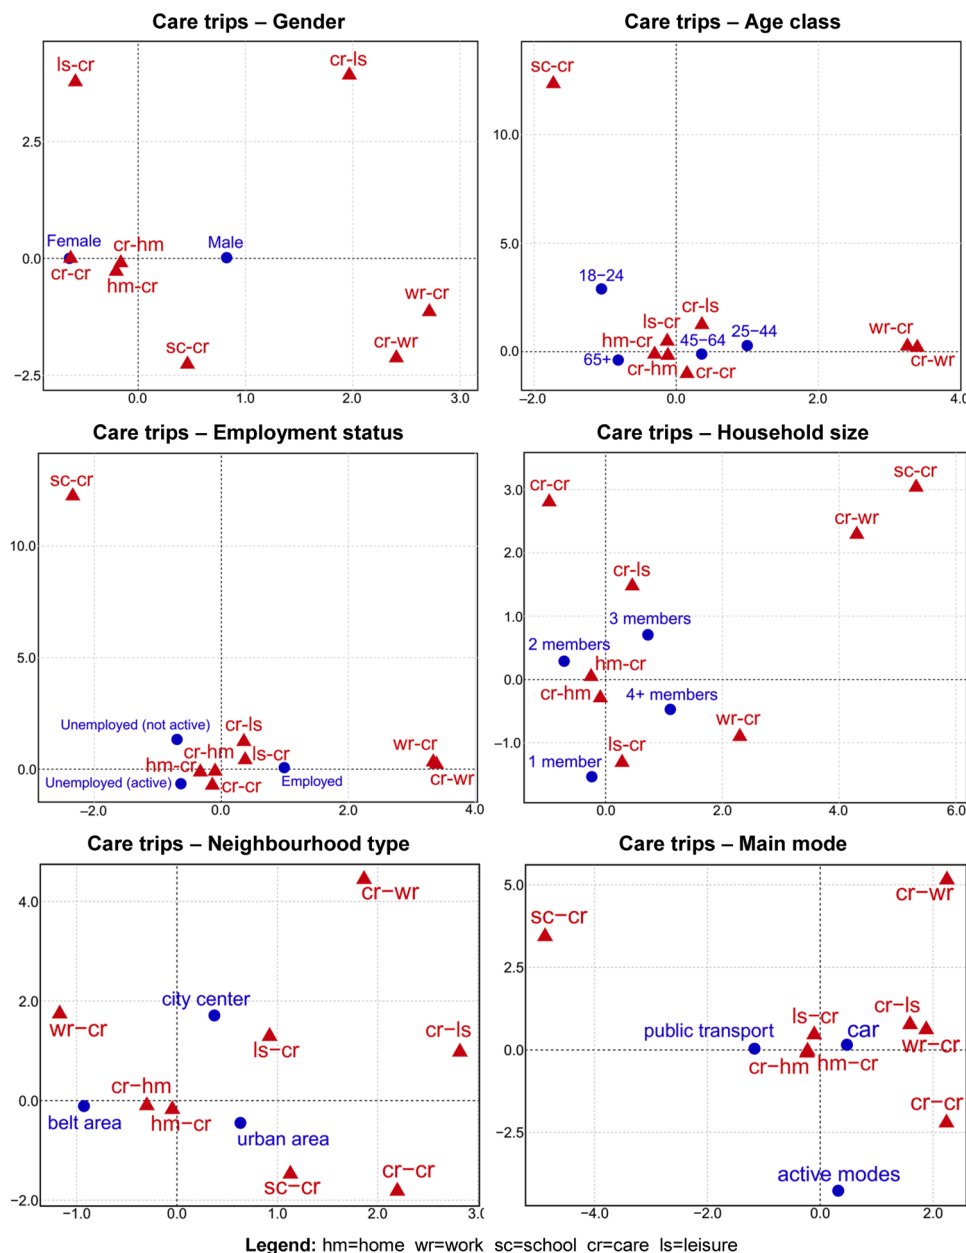 Care trips – Gender
ls-cr
cr-ls
2.5
Female
cr-hm
Male
0.0
cr-cr
hm-cr
wr-cr
sc-cr
cr-wr
−2.5
0.0
1.0
2.0
3.0
Care trips – Age class
sc-cr
10.0
5.0
18−24
cr-ls
ls-cr
25−44
wr-cr
hm-cr
45−64
0.0
65+
cr-hm
cr-cr
cr-wr
−2.0
0.0
2.0
4.0
Care trips – Employment status
sc-cr
10.0
5.0
Unemployed (not active)
cr-ls
cr-hm
wr-cr
hm-cr
ls-cr
0.0
Unemployed (active)
cr-cr
Employed
cr-wr
−2.0
0.0
2.0
4.0
Care trips – Household size
sc-cr
cr-cr
3.0
cr-wr
2.0
cr-ls
1.0
3 members
2 members
hm-cr
0.0
cr-hm
4+ members
wr-cr
−1.0
ls-cr
1 member
0.0
2.0
4.0
6.0
Care trips – Neighbourhood type
4.0
cr−wr
2.0
city center
wr−cr
ls−cr
cr−ls
cr−hm
0.0
belt area
hm−cr
urban area
sc−cr
cr−cr
−2.0
−1.0
0.0
1.0
2.0
3.0
Care trips – Main mode
5.0
cr−wr
sc−cr
2.5
ls−cr
cr−ls
public transport
car
0.0
cr−hm
hm−cr
wr−cr
cr−cr
−2.5
active modes
−4.0
−2.0
0.0
2.0
Legend: hm=home wr=work sc=school cr=care ls=leisure